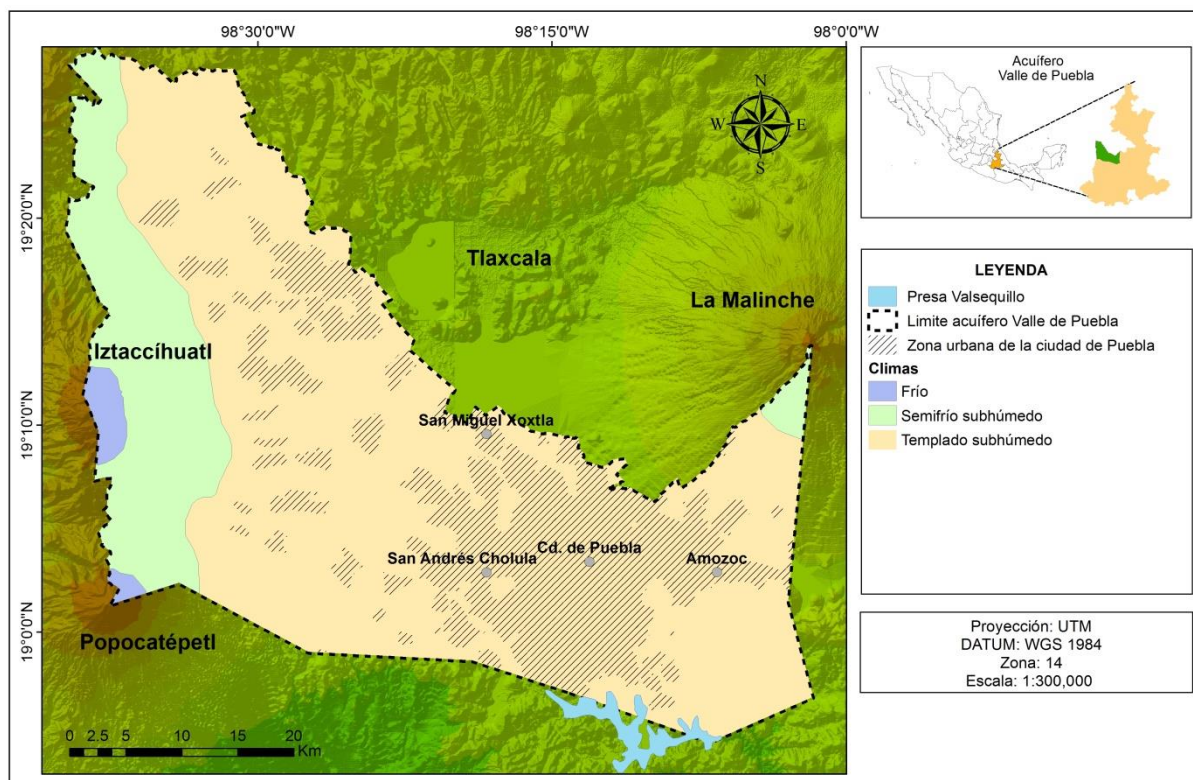 98°30'0"W
98°15'0"W
98°0'0"W
19°20'0"N
19°10'0"N
19°0'0"N
N
W
E
S
Tlaxcala
La Malinche
Iztaccíhuatl
San Miguel Xoxtla
San Andrés Cholula
Cd. de Puebla
Amozoc
Popocatépetl
0 2.5 5 10 15 20
Km
Acuífero
Valle de Puebla
LEYENDA
Presa Valsequillo
Limite acuífero Valle de Puebla
Zona urbana de la ciudad de Puebla
Climas
Frío
Semifrío subhúmedo
Templado subhúmedo
Proyección: UTM
DATUM: WGS 1984
Zona: 14
Escala: 1:300,000